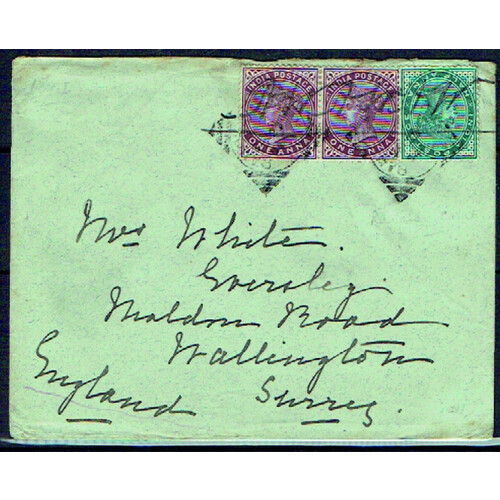 INDIA POSTAGE INDIA POSTAGE
ONE ANNA ONE ANNA
Mrs White.
Eversley.
Maldon Road
Wallington
England Surrey.